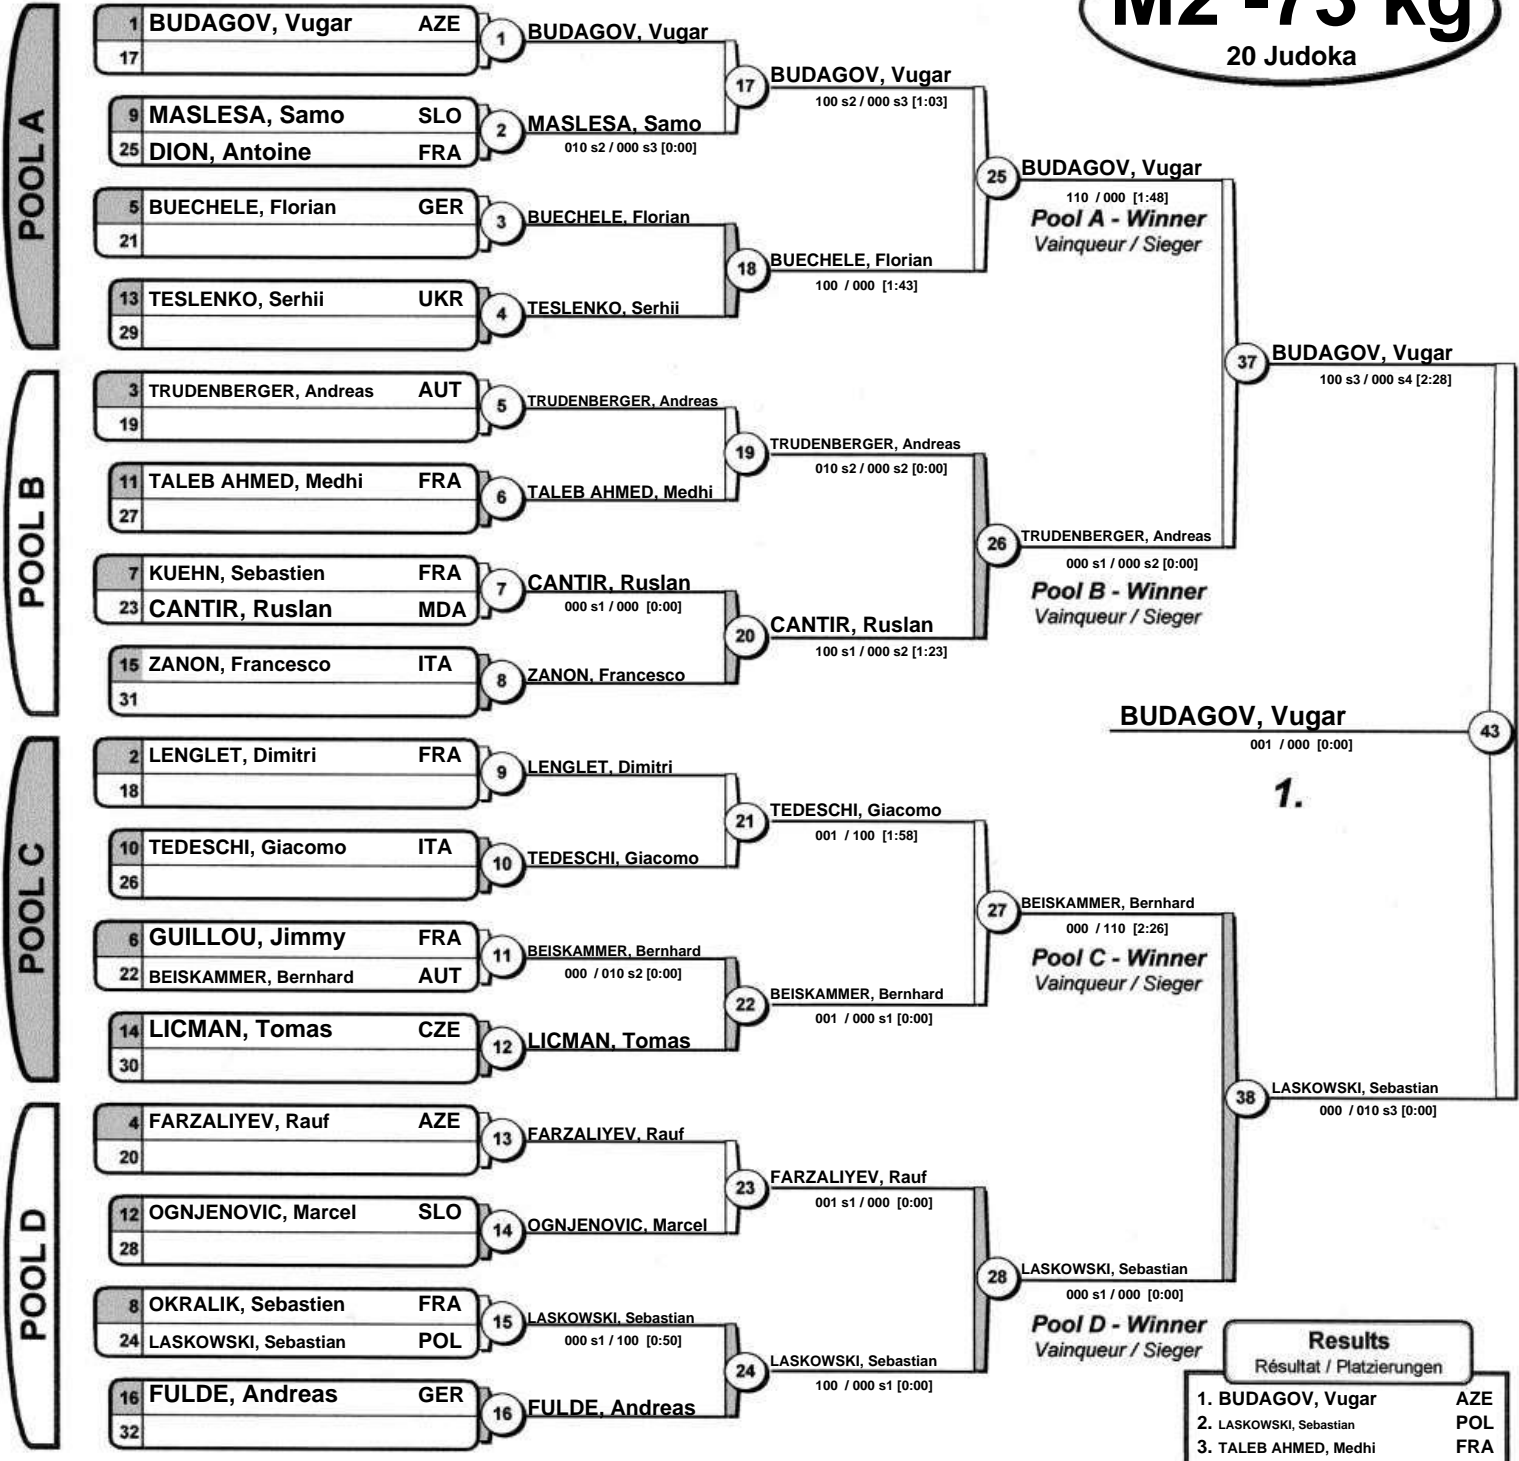 M2 -73 kg
20 Judoka
POOL A
1 BUDAGOV, Vugar AZE
17
9 MASLESA, Samo SLO
25 DION, Antoine FRA
5 BUECHELE, Florian GER
21
13 TESLENKO, Serhii UKR
29
POOL B
3 TRUDENBERGER, Andreas AUT
19
11 TALEB AHMED, Medhi FRA
27
7 KUEHN, Sebastien FRA
23 CANTIR, Ruslan MDA
15 ZANON, Francesco ITA
31
POOL C
2 LENGLET, Dimitri FRA
18
10 TEDESCHI, Giacomo ITA
26
6 GUILLOU, Jimmy FRA
22 BEISKAMMER, Bernhard AUT
14 LICMAN, Tomas CZE
30
POOL D
4 FARZALIYEV, Rauf AZE
20
12 OGNJENOVIC, Marcel SLO
28
8 OKRALIK, Sebastien FRA
24 LASKOWSKI, Sebastian POL
16 FULDE, Andreas GER
32
1 BUDAGOV, Vugar
2 MASLESA, Samo
010 s2 / 000 s3 [0:00]
3 BUECHELE, Florian
4 TESLENKO, Serhii
5 TRUDENBERGER, Andreas
6 TALEB AHMED, Medhi
7 CANTIR, Ruslan
000 s1 / 000 [0:00]
8 ZANON, Francesco
9 LENGLET, Dimitri
10 TEDESCHI, Giacomo
11 BEISKAMMER, Bernhard
000 / 010 s2 [0:00]
12 LICMAN, Tomas
13 FARZALIYEV, Rauf
14 OGNJENOVIC, Marcel
15 LASKOWSKI, Sebastian
000 s1 / 100 [0:50]
16 FULDE, Andreas
17 BUDAGOV, Vugar
100 s2 / 000 s3 [1:03]
18 BUECHELE, Florian
100 / 000 [1:43]
19 TRUDENBERGER, Andreas
010 s2 / 000 s2 [0:00]
20 CANTIR, Ruslan
100 s1 / 000 s2 [1:23]
21 TEDESCHI, Giacomo
001 / 100 [1:58]
22 BEISKAMMER, Bernhard
001 / 000 s1 [0:00]
23 FARZALIYEV, Rauf
001 s1 / 000 [0:00]
24 LASKOWSKI, Sebastian
100 / 000 s1 [0:00]
25 BUDAGOV, Vugar
110 / 000 [1:48]
Pool A - Winner
Vainqueur / Sieger
26 TRUDENBERGER, Andreas
000 s1 / 000 s2 [0:00]
Pool B - Winner
Vainqueur / Sieger
27 BEISKAMMER, Bernhard
000 / 110 [2:26]
Pool C - Winner
Vainqueur / Sieger
28 LASKOWSKI, Sebastian
000 s1 / 000 [0:00]
Pool D - Winner
Vainqueur / Sieger
37 BUDAGOV, Vugar
100 s3 / 000 s4 [2:28]
38 LASKOWSKI, Sebastian
000 / 010 s3 [0:00]
BUDAGOV, Vugar 43
001 / 000 [0:00]
1.
Results
Résultat / Platzierungen
1. BUDAGOV, Vugar AZE
2. LASKOWSKI, Sebastian POL
3. TALEB AHMED, Medhi FRA